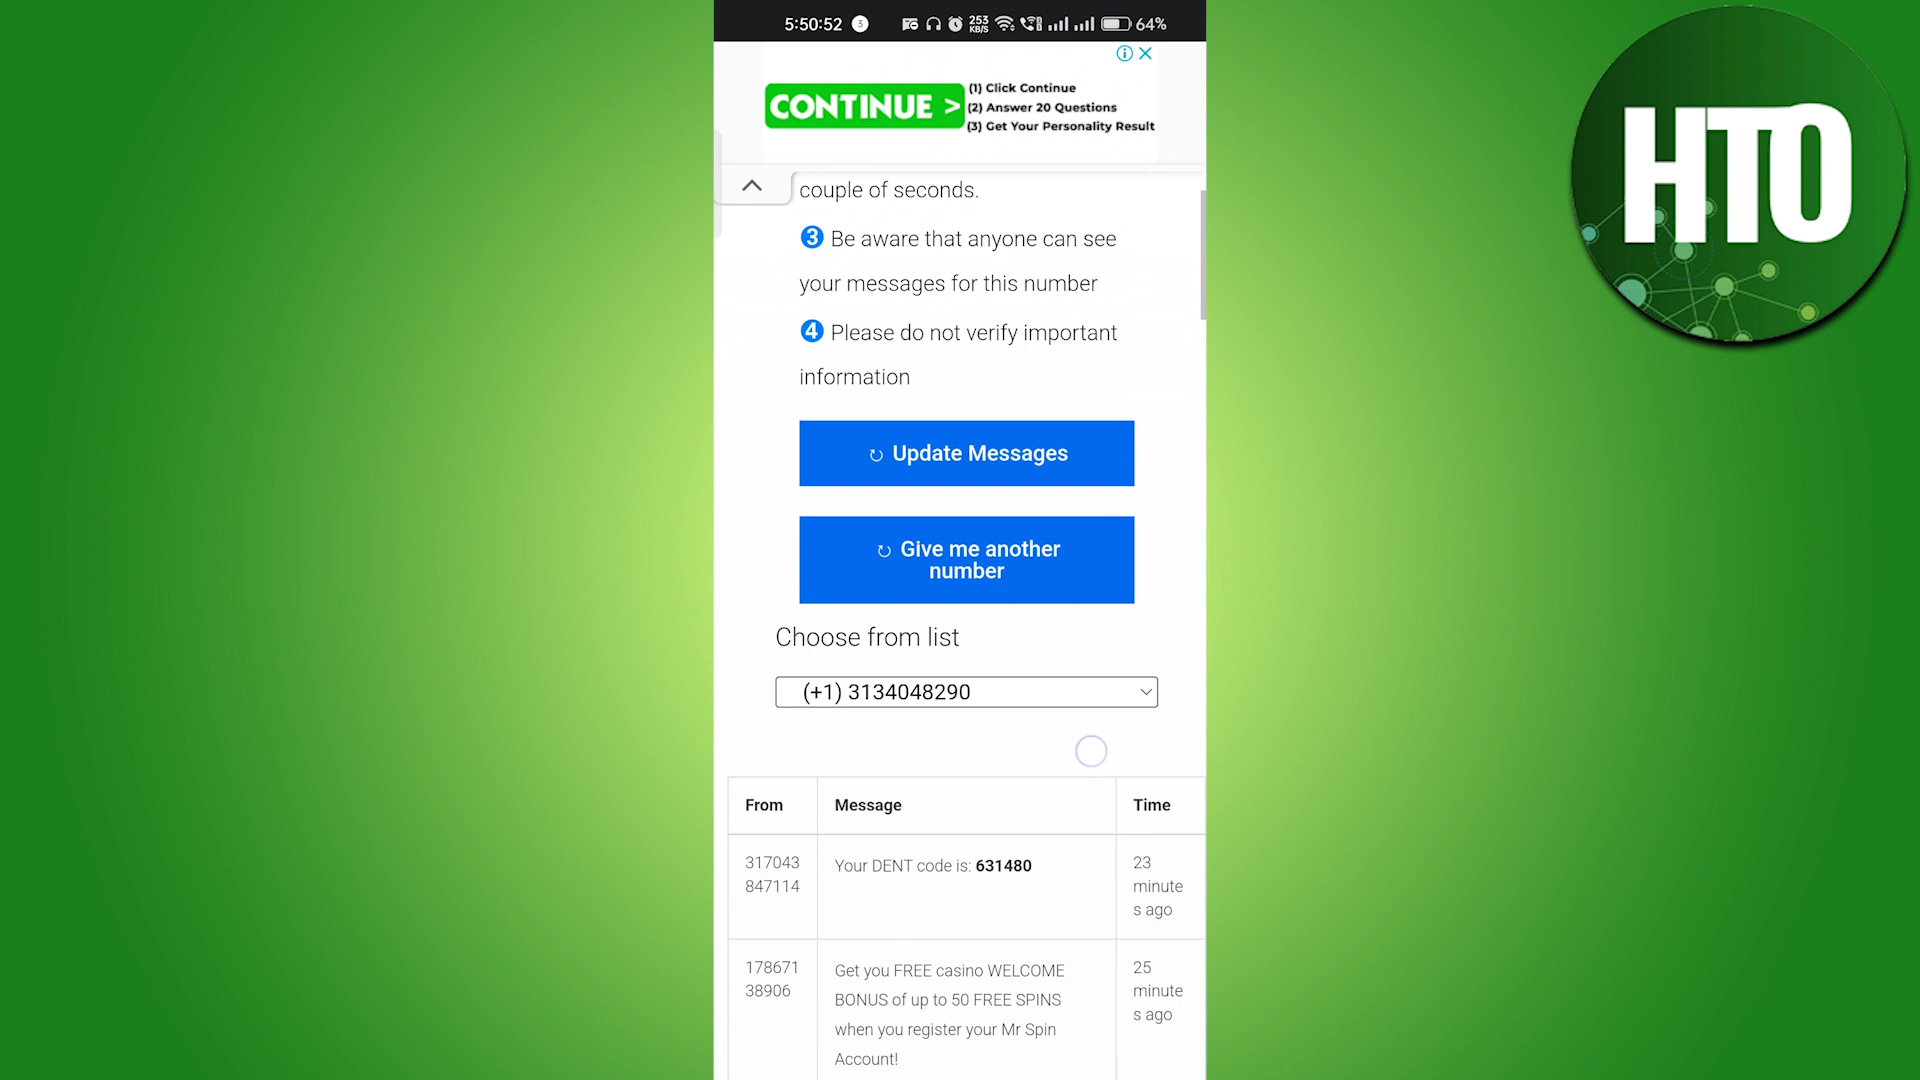 5:50:52 3 253 KB/S 64%
CONTINUE >
(1) Click Continue
(2) Answer 20 Questions
(3) Get Your Personality Result
HTO
couple of seconds.
3 Be aware that anyone can see
your messages for this number
4 Please do not verify important
information
Update Messages
Give me another
number
Choose from list
(+1) 3134048290
From Message Time
317043
847114
Your DENT code is: 631480
23
minute
s ago
178671
38906
Get you FREE casino WELCOME
BONUS of up to 50 FREE SPINS
when you register your Mr Spin
Account!
25
minute
s ago